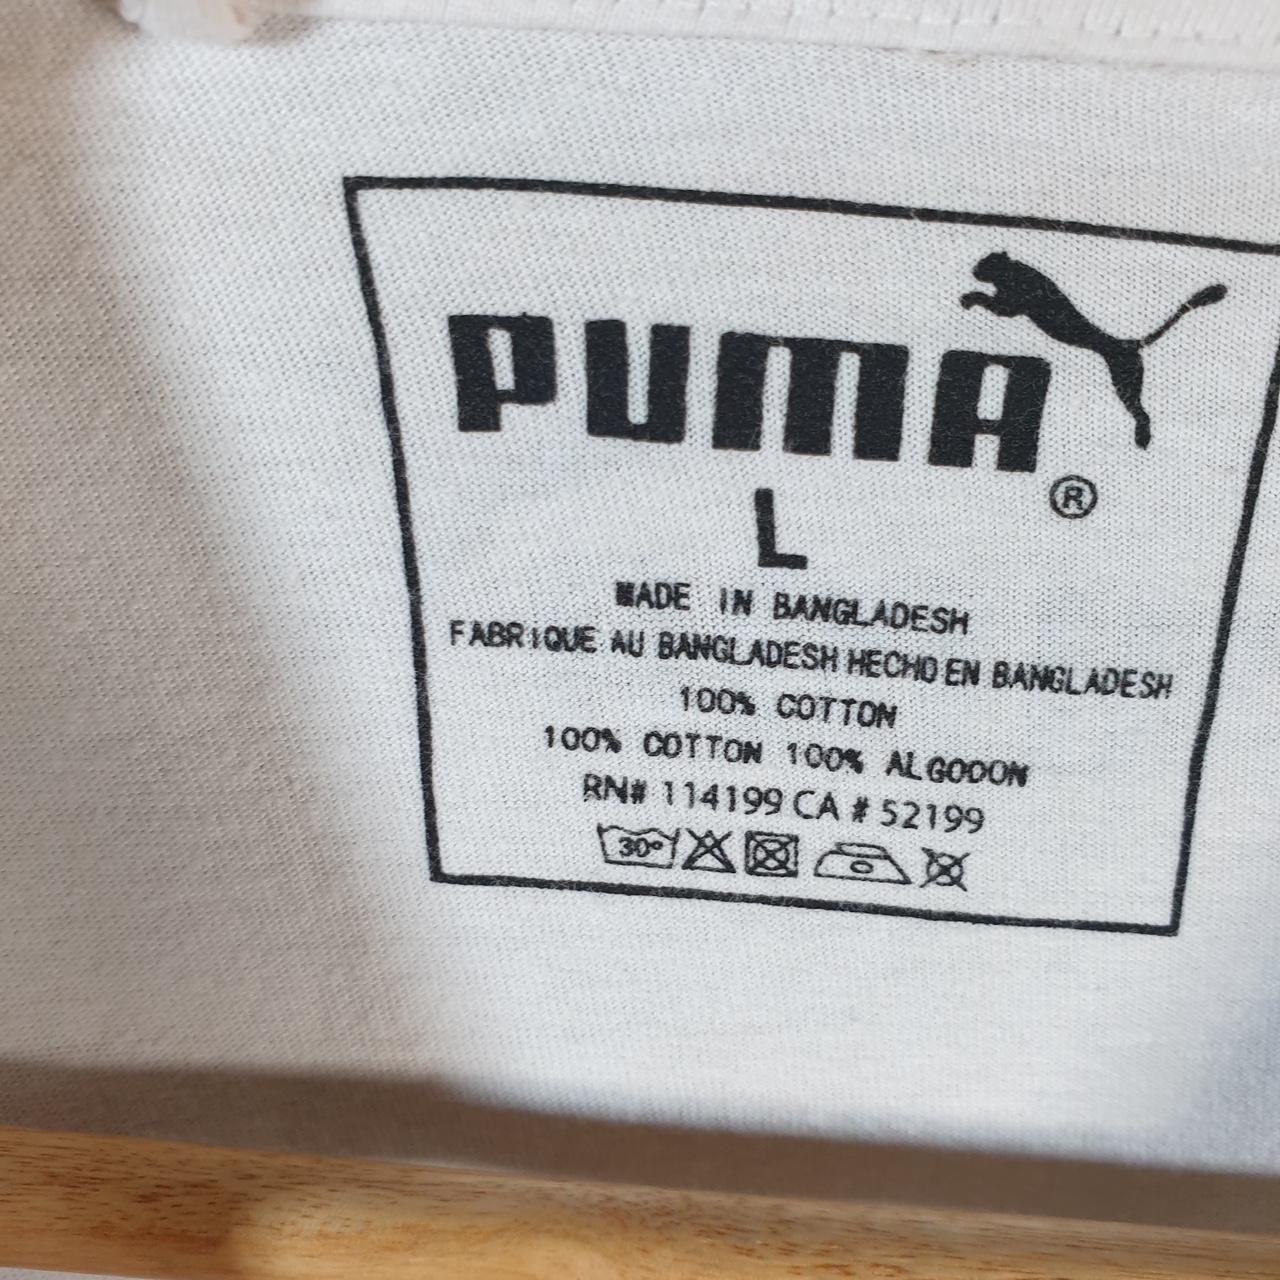 PUMA
®
L
MADE IN BANGLADESH
FABRIQUE AU BANGLADESH HECHO EN BANGLADESH
100% COTTON
100% COTTON 100% ALGODON
RN# 114199 CA # 52199
30°